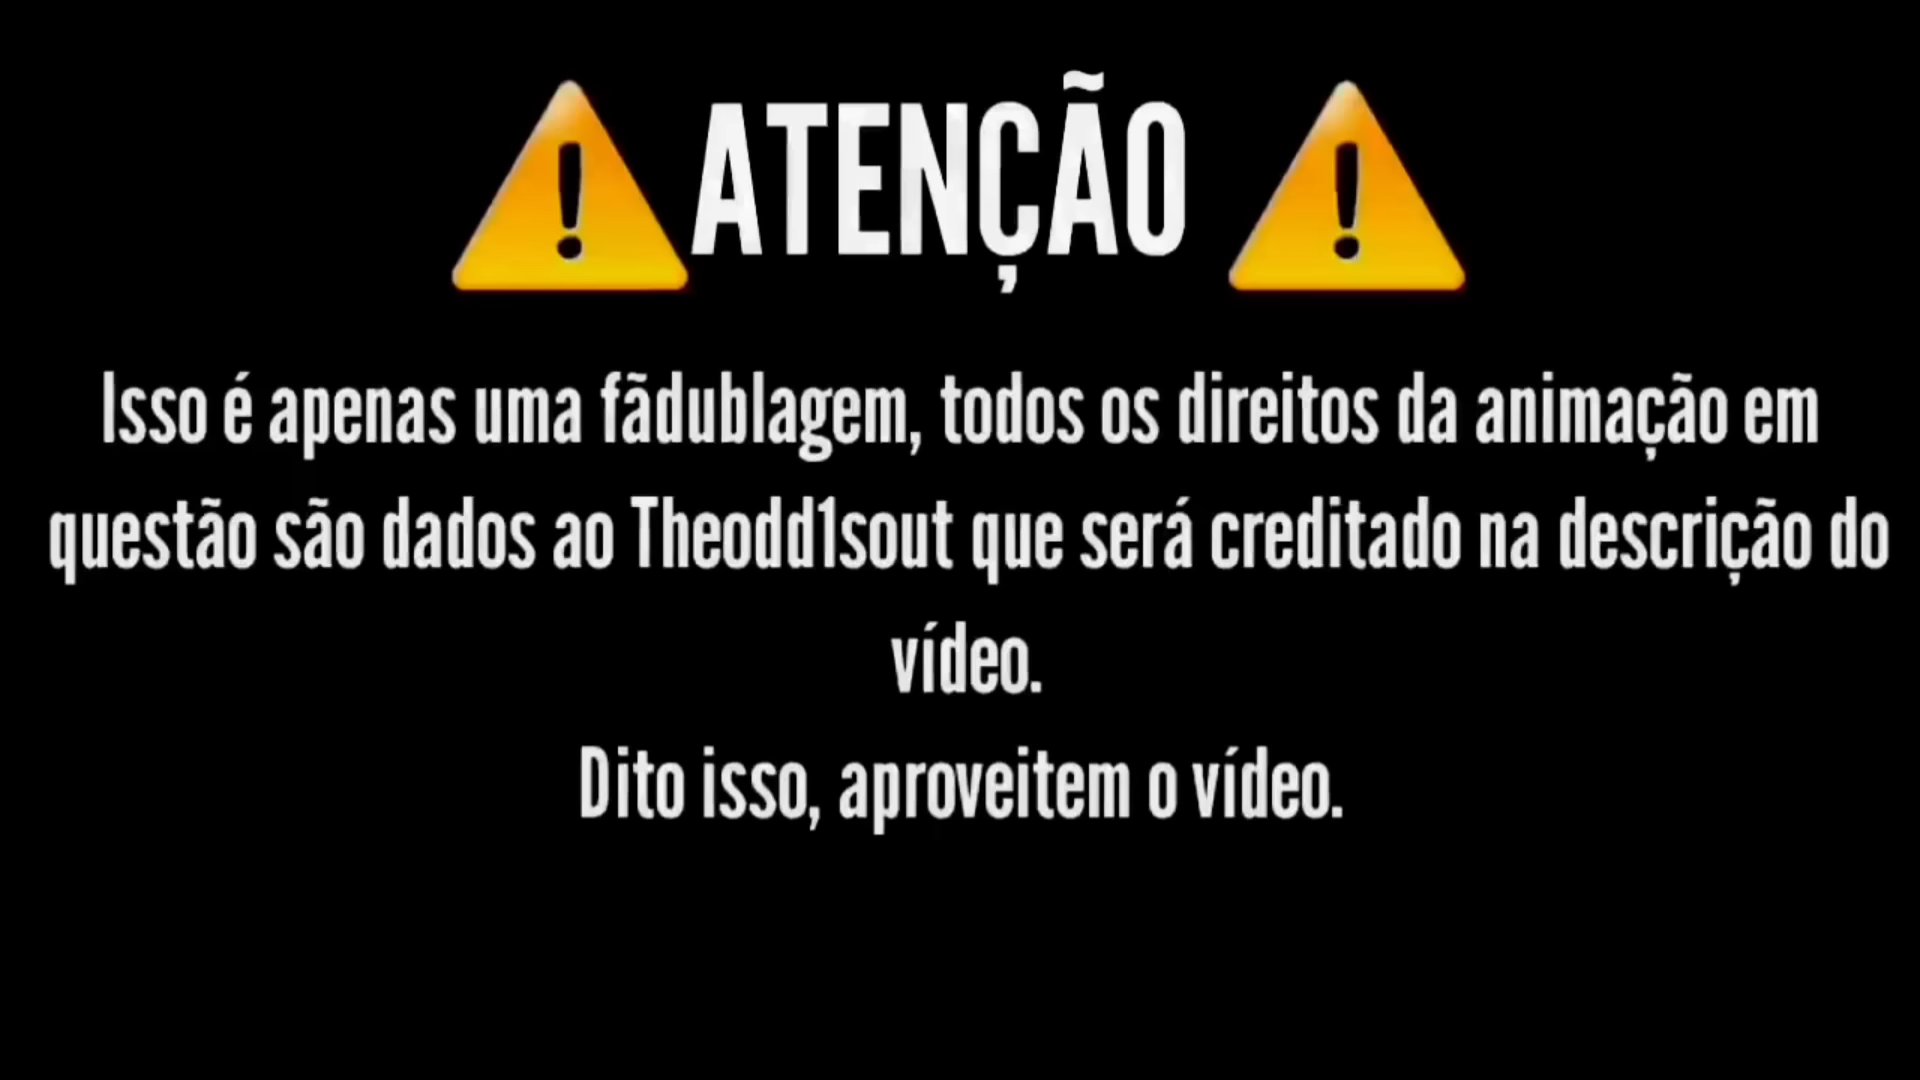 ⚠️ATENÇÃO ⚠️
Isso é apenas uma fãdublagem, todos os direitos da animação em
questão são dados ao Theodd1sout que será creditado na descrição do
vídeo.
Dito isso, aproveitem o vídeo.